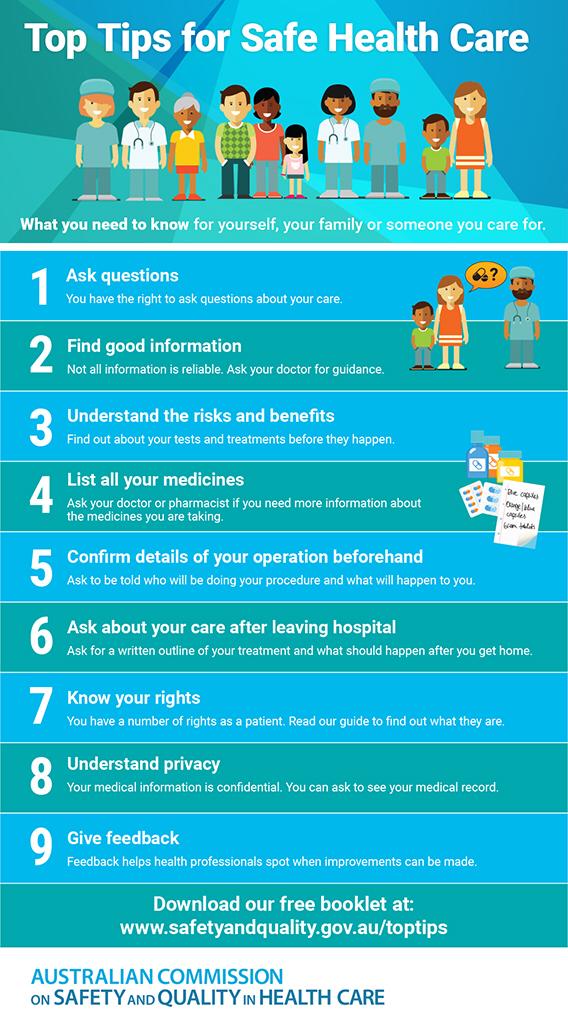 Top Tips for Safe Health Care
What you need to know for yourself, your family or someone you care for.
1 Ask questions
You have the right to ask questions about your care.
?
2 Find good information
Not all information is reliable. Ask your doctor for guidance.
3 Understand the risks and benefits
Find out about your tests and treatments before they happen.
4 List all your medicines
Ask your doctor or pharmacist if you need more information about
the medicines you are taking.
Blue capsules
Orange/blue
capsules
5 Confirm details of your operation beforehand
Ask to be told who will be doing your procedure and what will happen to you.
6 Ask about your care after leaving hospital
Ask for a written outline of your treatment and what should happen after you get home.
7 Know your rights
You have a number of rights as a patient. Read our guide to find out what they are.
8 Understand privacy
Your medical information is confidential. You can ask to see your medical record.
9 Give feedback
Feedback helps health professionals spot when improvements can be made.
Download our free booklet at:
www.safetyandquality.gov.au/toptips
AUSTRALIAN COMMISSION
ON SAFETY AND QUALITY IN HEALTH CARE